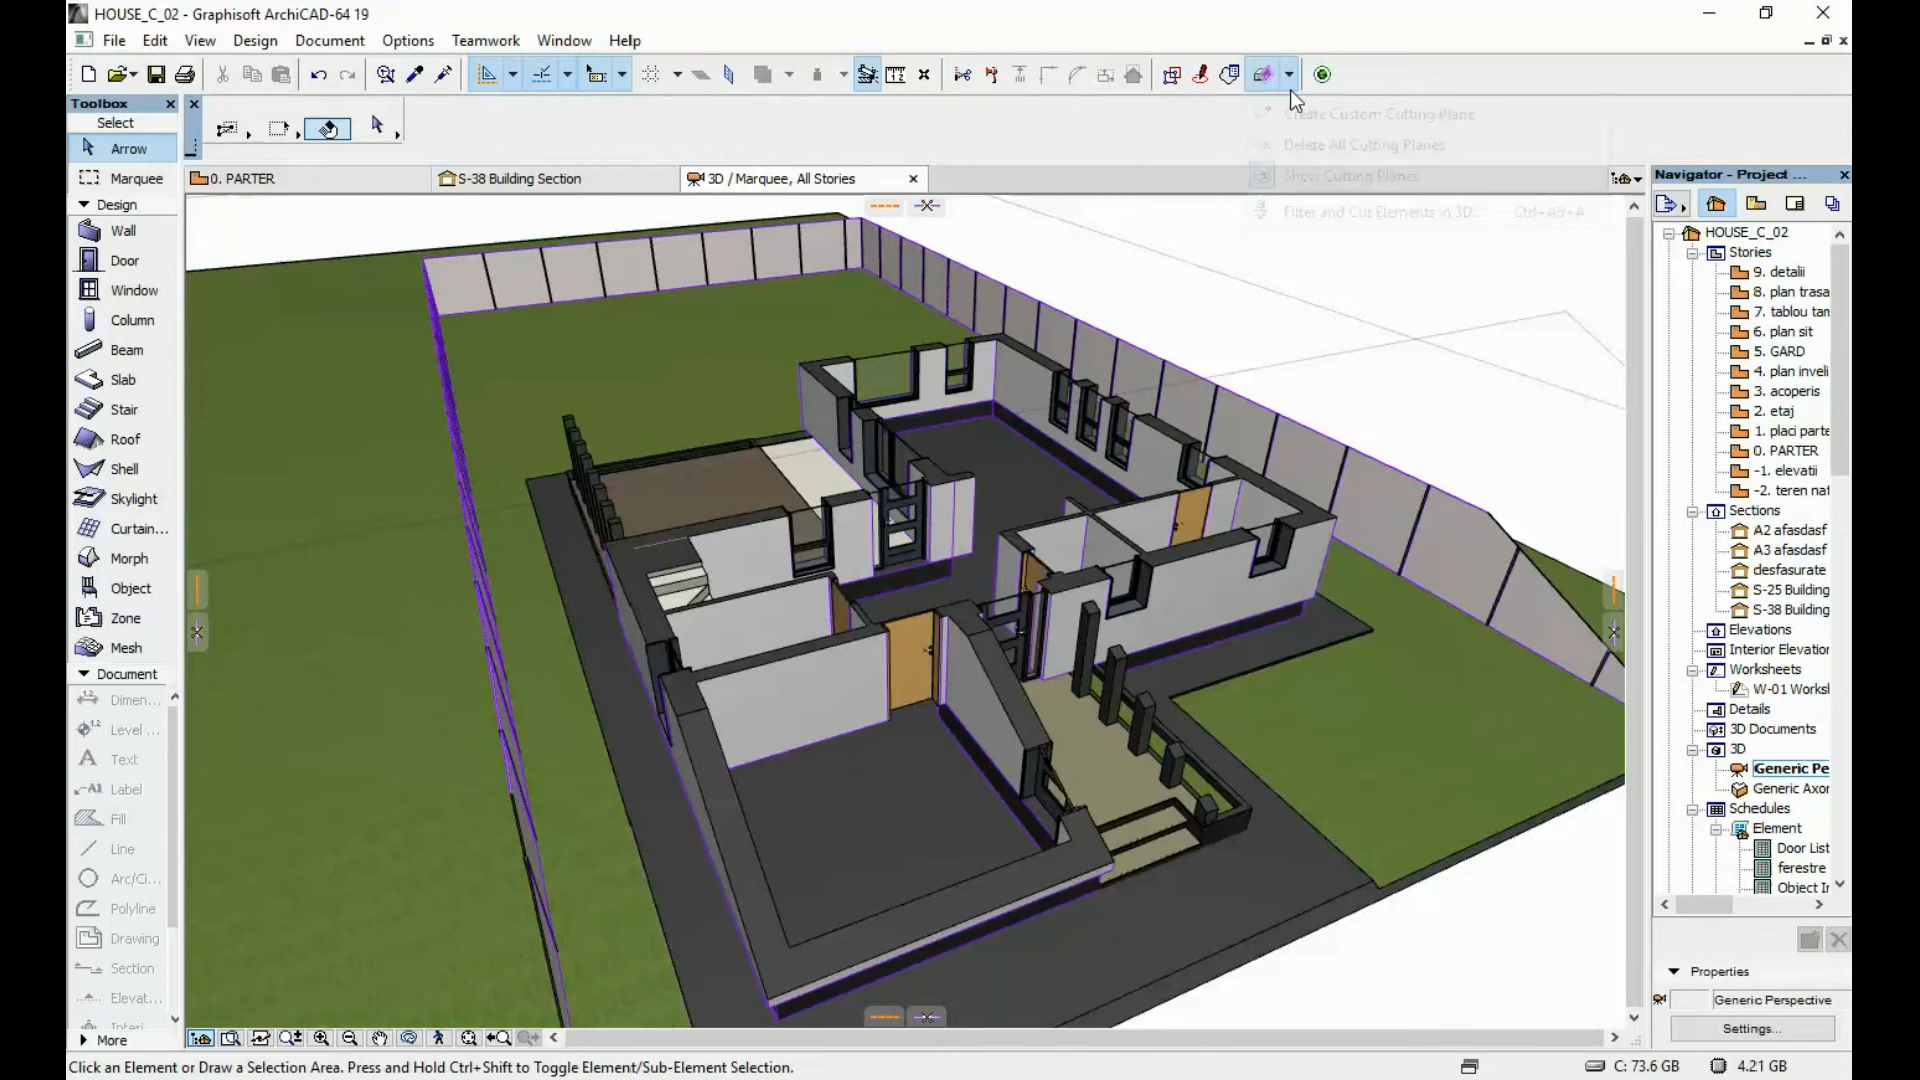 HOUSE_C_02 - Graphisoft ArchiCAD-64 19
File Edit View Design Document Options Teamwork Window Help
Toolbox
Select
Arrow
Marquee
Design
Wall
Door
Window
Column
Beam
Slab
Stair
Roof
Shell
Skylight
Curtain...
Morph
Object
Zone
Mesh
Document
Dimen...
Level ...
Text
Label
Fill
Line
Arc/Ci...
Polyline
Drawing
Section
Elevat...
Interi
More
0. PARTER
S-38 Building Section
3D / Marquee, All Stories
Create Custom Cutting Plane
Delete All Cutting Planes
Show Cutting Planes
Filter and Cut Elements in 3D... Ctrl+Alt+A
Navigator - Project ...
HOUSE_C_02
Stories
9. detalii
8. plan trasa
7. tablou tam
6. plan sit
5. GARD
4. plan inveli
3. acoperis
2. etaj
1. placi parte
0. PARTER
-1. elevatii
-2. teren nat
Sections
A2 afasdasf
A3 afasdasf
desfasurate
S-25 Building
S-38 Building
Elevations
Interior Elevation
Worksheets
W-01 Worksh
Details
3D Documents
3D
Generic Pe
Generic Axor
Schedules
Element
Door List
ferestre
Object Ir
Properties
Generic Perspective
Settings...
Click an Element or Draw a Selection Area. Press and Hold Ctrl+Shift to Toggle Element/Sub-Element Selection.
C: 73.6 GB
4.21 GB